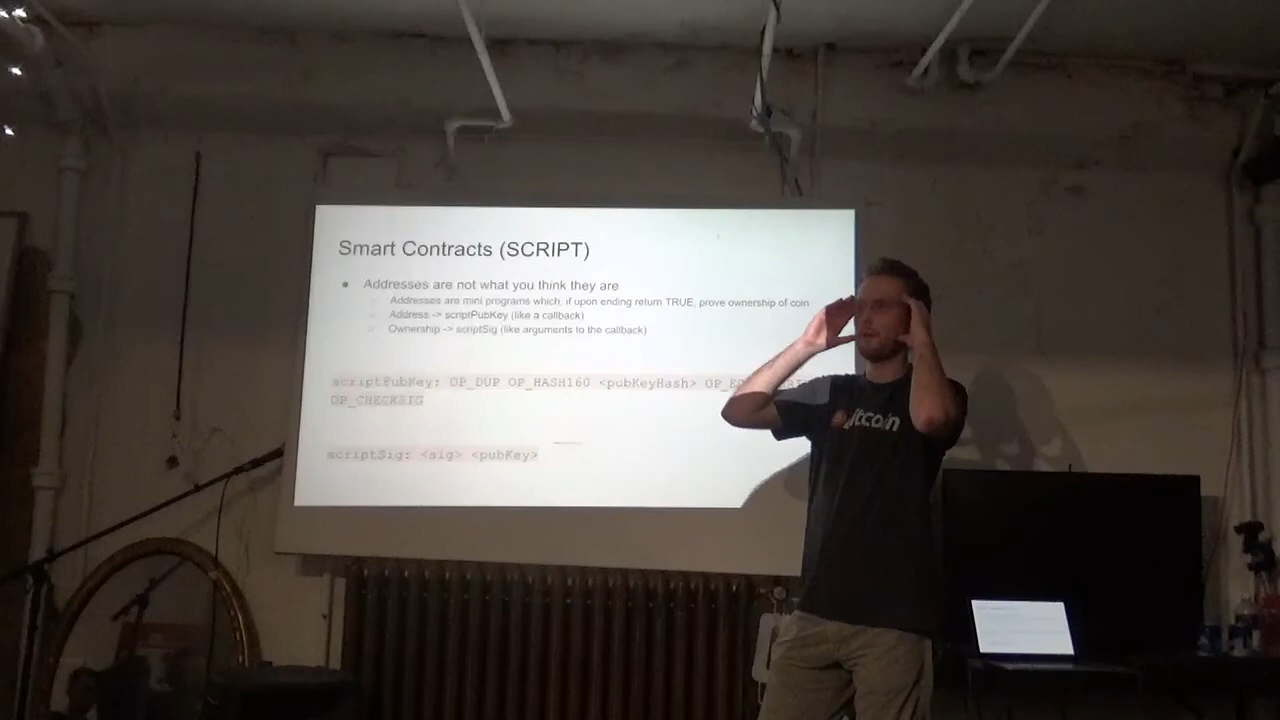 Smart Contracts (SCRIPT)
Addresses are not what you think they are
Addresses are mini programs which, if upon ending return TRUE, prove ownership of coin
Address -> scriptPubKey (like a callback)
Ownership -> scriptSig (like arguments to the callback)
scriptPubKey: OP_DUP OP_HASH160 <pubKeyHash>
OP_CHECKSIG
scriptSig: <sig> <pubKey>
itcoin